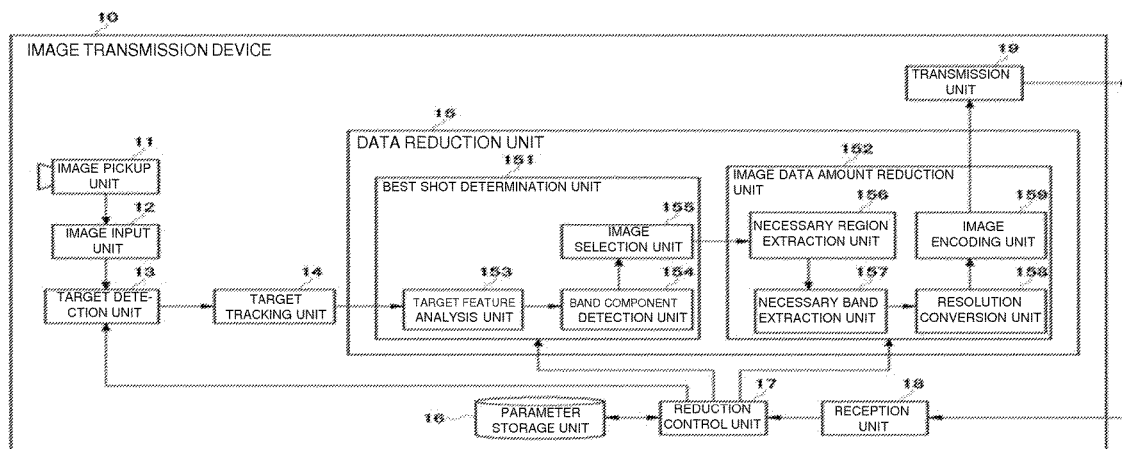 10
IMAGE TRANSMISSION DEVICE
19
TRANSMISSION
UNIT
15
DATA REDUCTION UNIT
11
IMAGE PICKUP
UNIT
12
IMAGE INPUT
UNIT
13
TARGET DETE-
CTION UNIT
14
TARGET
TRACKING UNIT
151
BEST SHOT DETERMINATION UNIT
155
IMAGE
SELECTION UNIT
153
TARGET FEATURE
ANALYSIS UNIT
154
BAND COMPONENT
DETECTION UNIT
152
IMAGE DATA AMOUNT REDUCTION
UNIT
156
NECESSARY REGION
EXTRACTION UNIT
159
IMAGE
ENCODING UNIT
157
NECESSARY BAND
EXTRACTION UNIT
158
RESOLUTION
CONVERSION UNIT
16
PARAMETER
STORAGE UNIT
17
REDUCTION
CONTROL UNIT
18
RECEPTION
UNIT